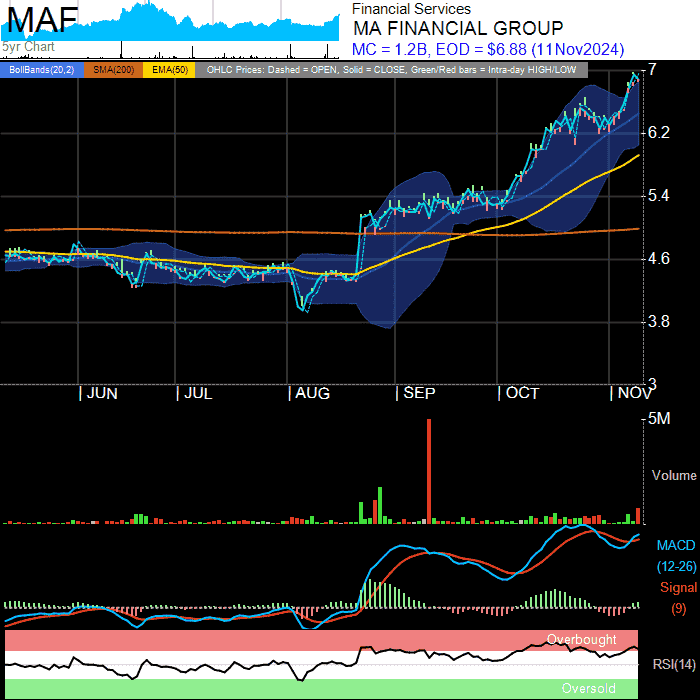 MAF
5yr Chart
Financial Services
MA FINANCIAL GROUP
MC = 1.2B, EOD = $6.88 (11Nov2024)
BollBands(20,2) SMA(200) EMA(50) OHLC Prices: Dashed = OPEN, Solid = CLOSE, Green/Red bars = Intra-day HIGH/LOW
7
6.2
5.4
4.6
3.8
3
| JUN | JUL | AUG | SEP | OCT | NOV
5M
Volume
MACD
(12-26)
Signal
(9)
Overbought
RSI(14)
Oversold